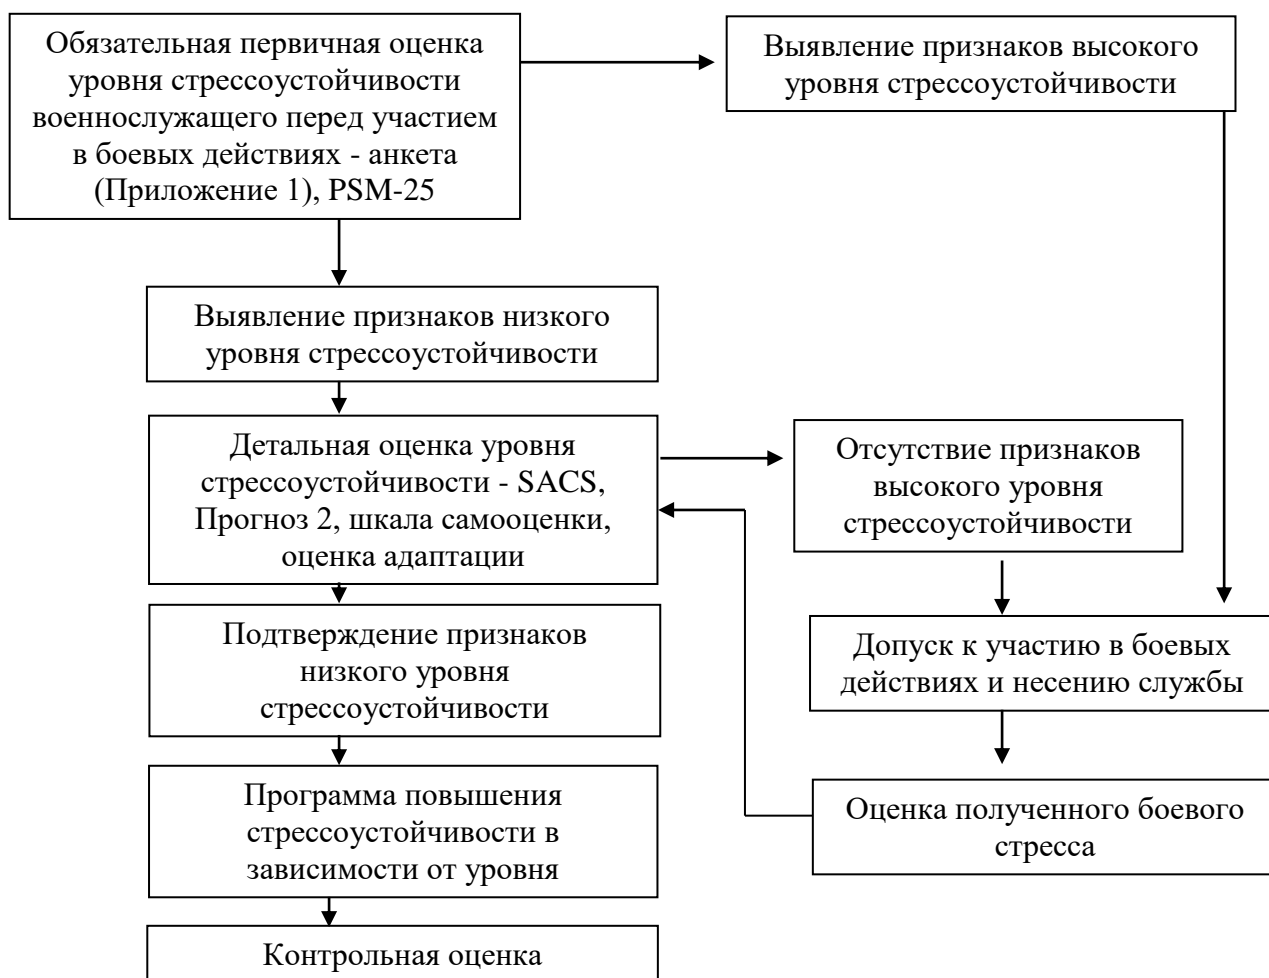 Обязательная первичная оценка
уровня стрессоустойчивости
военнослужащего перед участием
в боевых действиях - анкета
(Приложение 1), PSM-25
Выявление признаков высокого
уровня стрессоустойчивости
Выявление признаков низкого
уровня стрессоустойчивости
Детальная оценка уровня
стрессоустойчивости - SACS,
Прогноз 2, шкала самооценки,
оценка адаптации
Отсутствие признаков
высокого уровня
стрессоустойчивости
Подтверждение признаков
низкого уровня
стрессоустойчивости
Допуск к участию в боевых
действиях и несению службы
Программа повышения
стрессоустойчивости в
зависимости от уровня
Оценка полученного боевого
стресса
Контрольная оценка